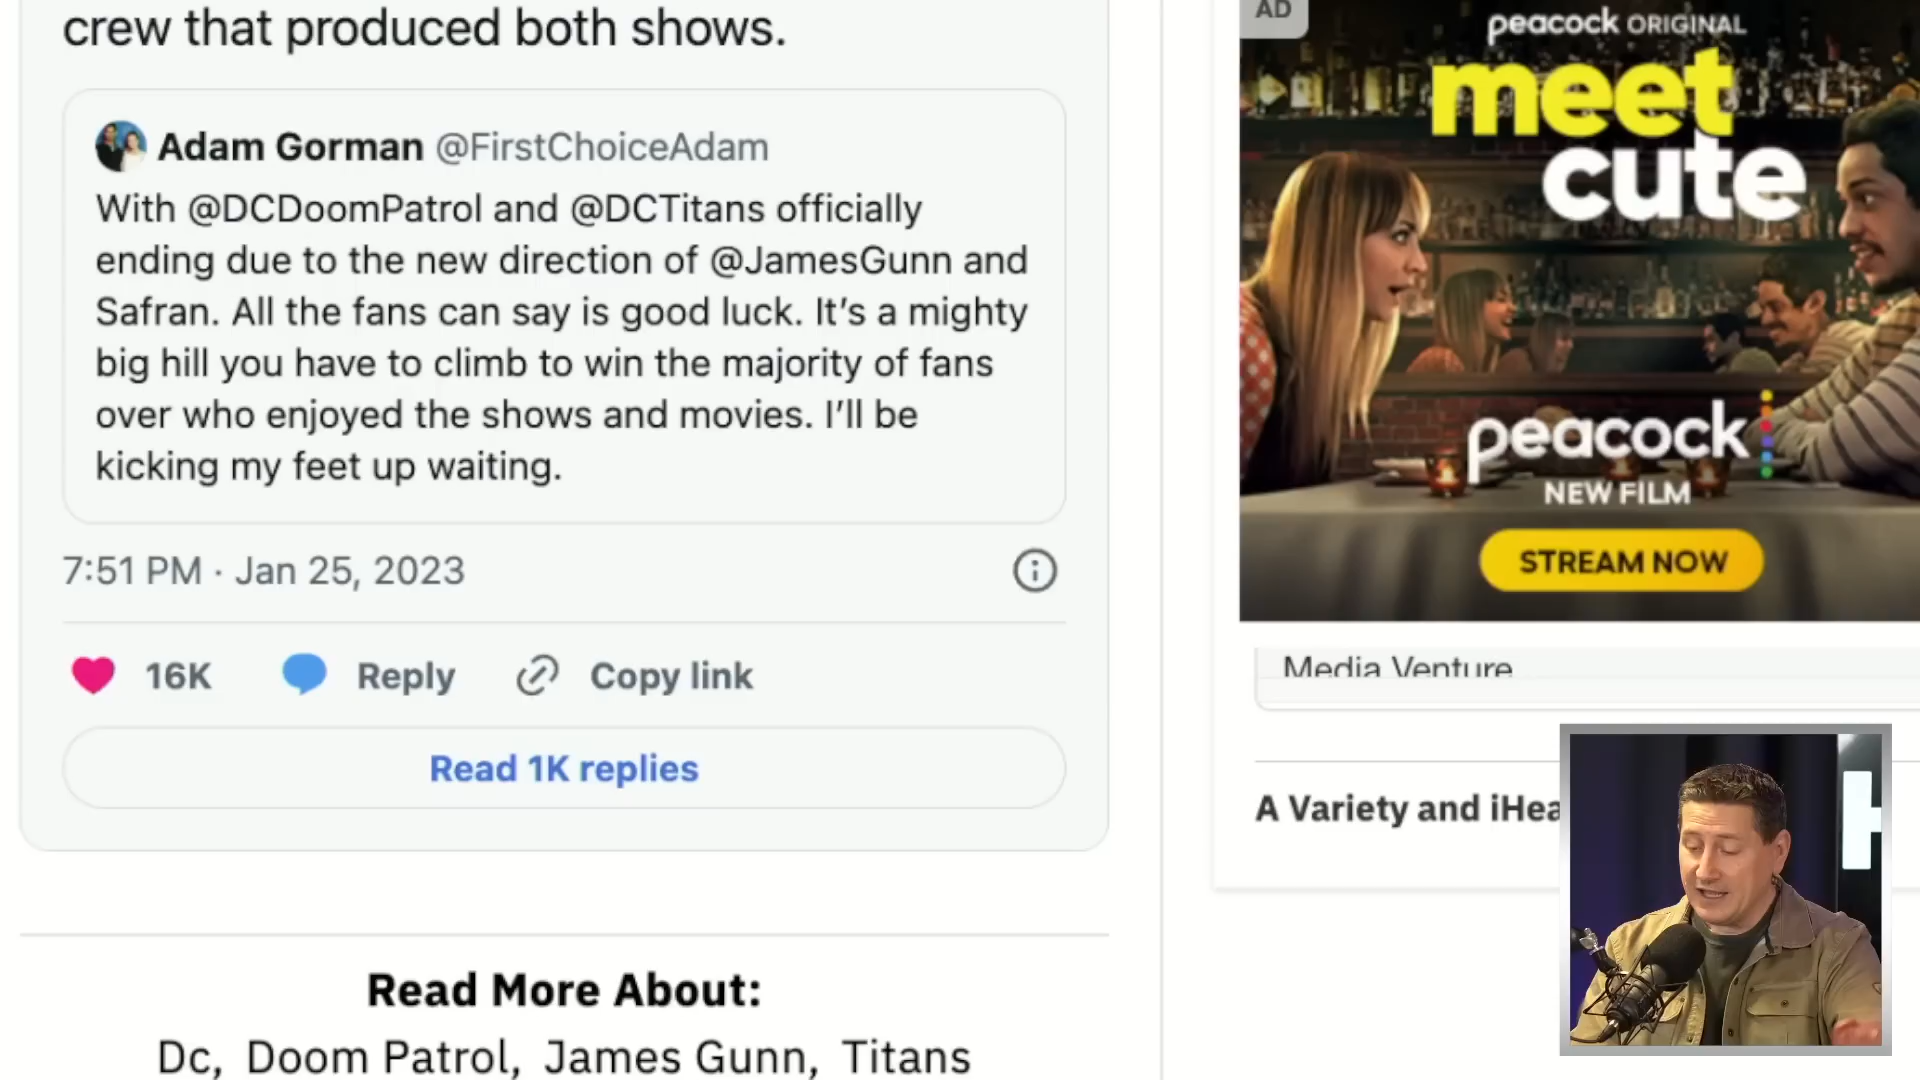 crew that produced both shows.
Adam Gorman @FirstChoiceAdam
With @DCDoomPatrol and @DCTitans officially
ending due to the new direction of @JamesGunn and
Safran. All the fans can say is good luck. It’s a mighty
big hill you have to climb to win the majority of fans
over who enjoyed the shows and movies. I’ll be
kicking my feet up waiting.
7:51 PM · Jan 25, 2023
16K Reply Copy link
Read 1K replies
Read More About:
Dc, Doom Patrol, James Gunn, Titans
AD
peacock ORIGINAL
meet
cute
peacock
NEW FILM
STREAM NOW
Media Venture
A Variety and iHea
H